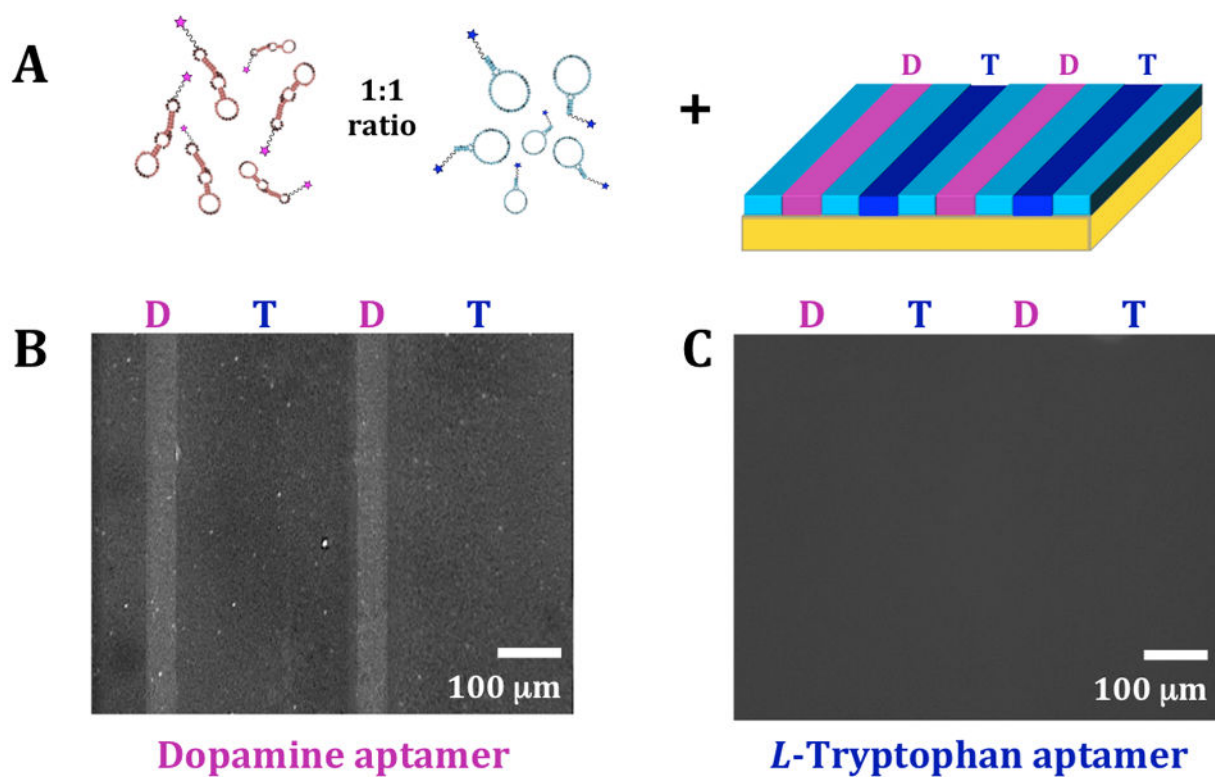 A
1:1
ratio
+
D T D T
B
D T D T
100 μm
Dopamine aptamer
C
D T D T
100 μm
L-Tryptophan aptamer